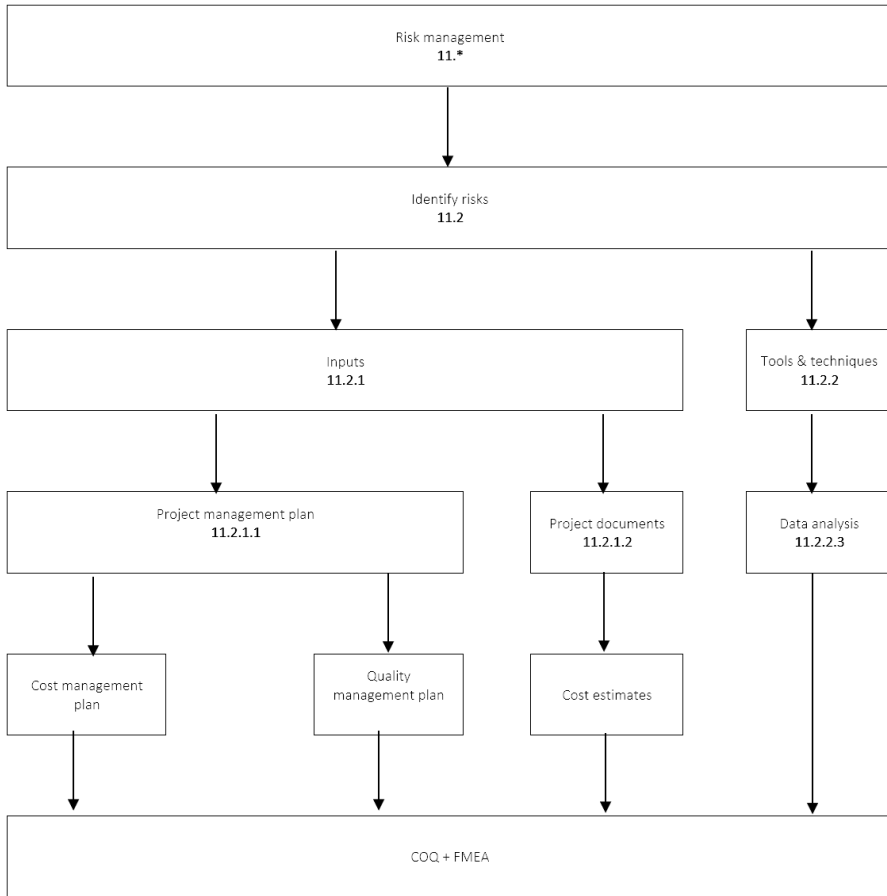 Risk management
11.*
Identify risks
11.2
Inputs
11.2.1
Tools & techniques
11.2.2
Project management plan
11.2.1.1
Project documents
11.2.1.2
Data analysis
11.2.2.3
Cost management
plan
Quality
management plan
Cost estimates
COQ + FMEA